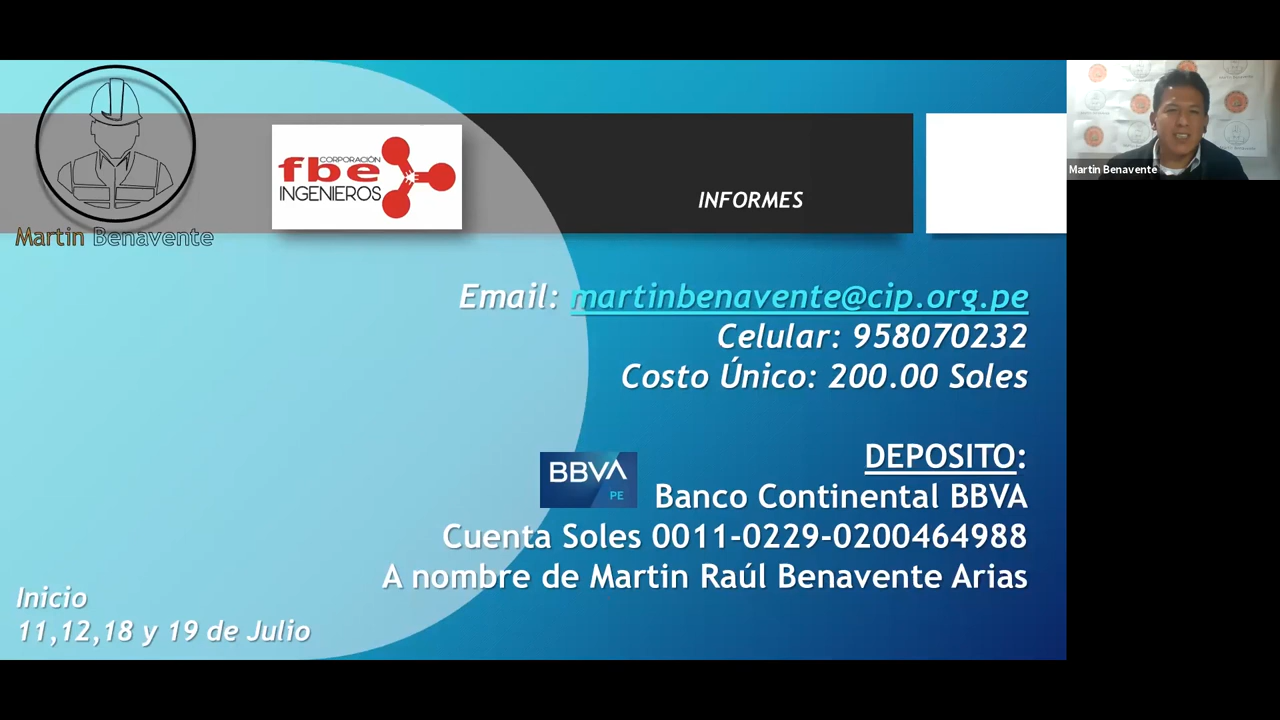 Martin Benavente
CORPORACIÓN
fbe
INGENIEROS
INFORMES
Martin Benavente
Email: martinbenavente@cip.org.pe
Celular: 958070232
Costo Único: 200.00 Soles
DEPOSITO:
BBVA
PE
Banco Continental BBVA
Cuenta Soles 0011-0229-0200464988
A nombre de Martin Raúl Benavente Arias
Inicio
11,12,18 y 19 de Julio